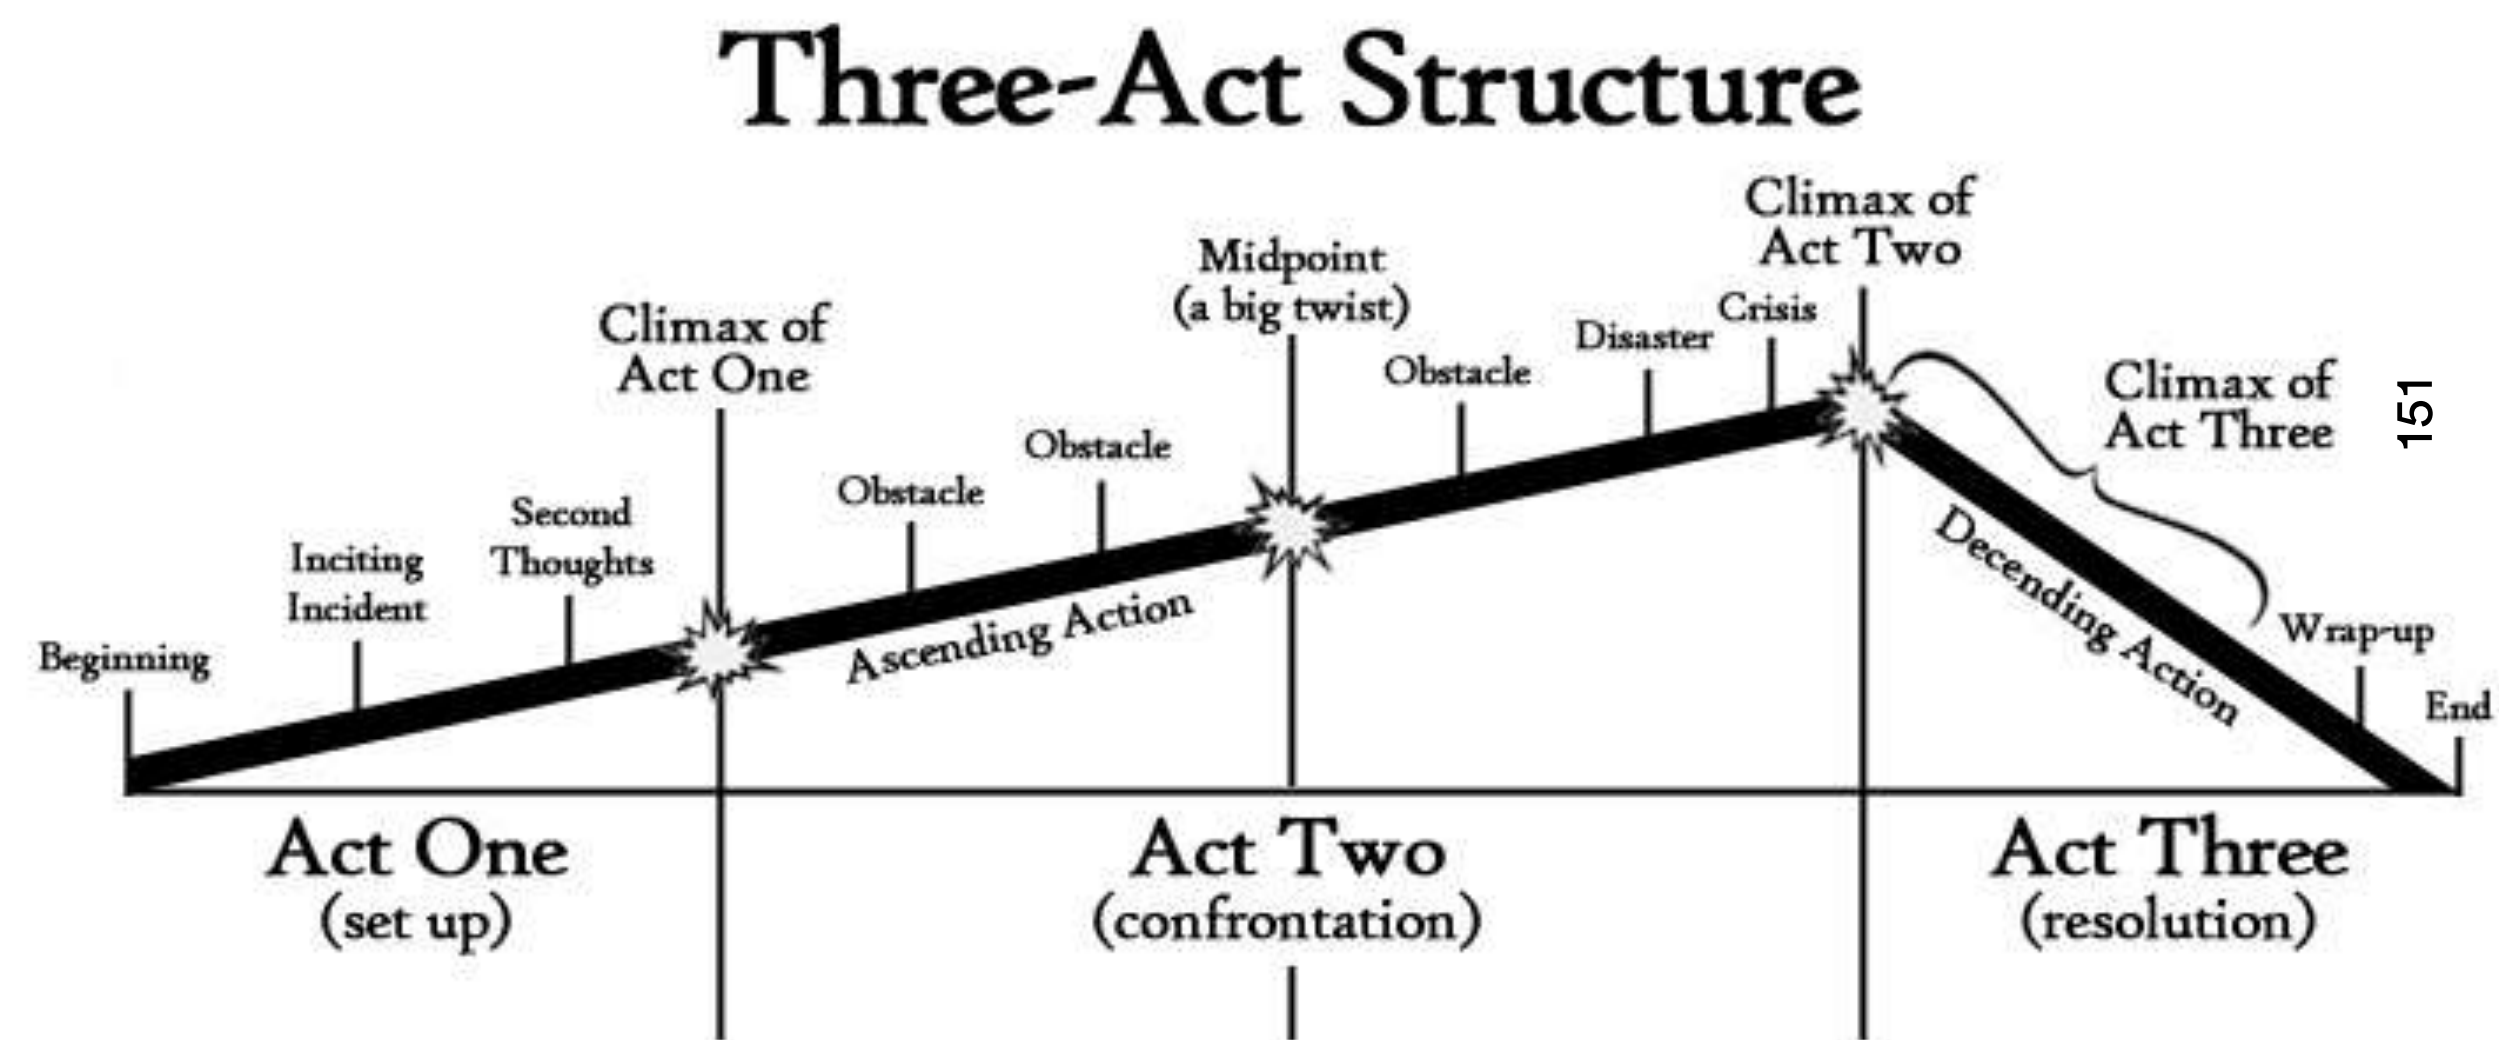 Three-Act Structure
Climax of
Act Two
Midpoint
(a big twist)
Crisis
Climax of
Act One
Disaster
Obstacle
Climax of
Act Three
151
Obstacle
Obstacle
Second
Thoughts
Inciting
Incident
Beginning
Ascending Action
Decending Action
Wrap-up
End
Act One
(set up)
Act Two
(confrontation)
Act Three
(resolution)